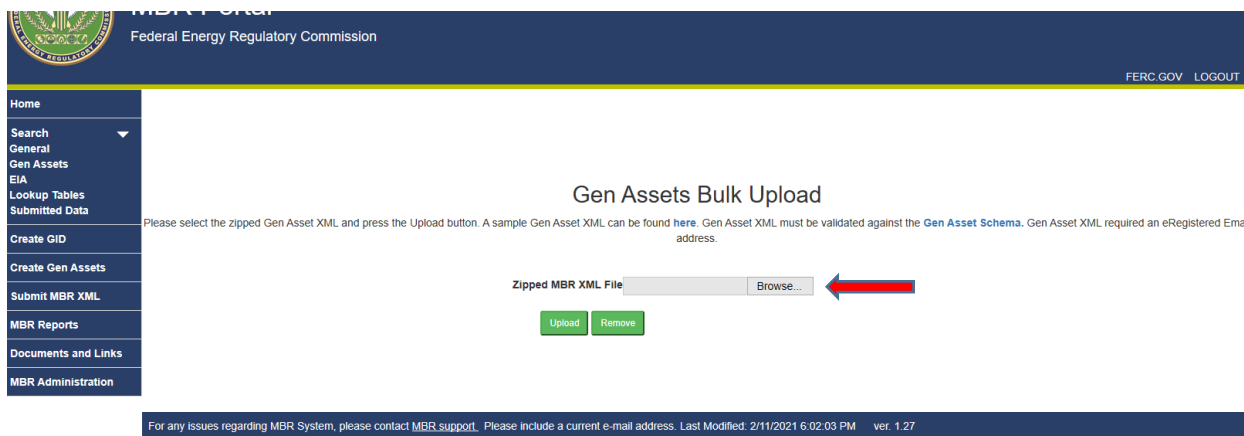 MBR Portal
Federal Energy Regulatory Commission
FERC.GOV LOGOUT
Home
Search
General
Gen Assets
EIA
Lookup Tables
Submitted Data
Create GID
Create Gen Assets
Submit MBR XML
MBR Reports
Documents and Links
MBR Administration
Gen Assets Bulk Upload
Please select the zipped Gen Asset XML and press the Upload button. A sample Gen Asset XML can be found here. Gen Asset XML must be validated against the Gen Asset Schema. Gen Asset XML required an eRegistered Ema
address.
Zipped MBR XML File Browse...
Upload Remove
For any issues regarding MBR System, please contact MBR support Please include a current e-mail address. Last Modified: 2/11/2021 6:02:03 PM ver. 1.27